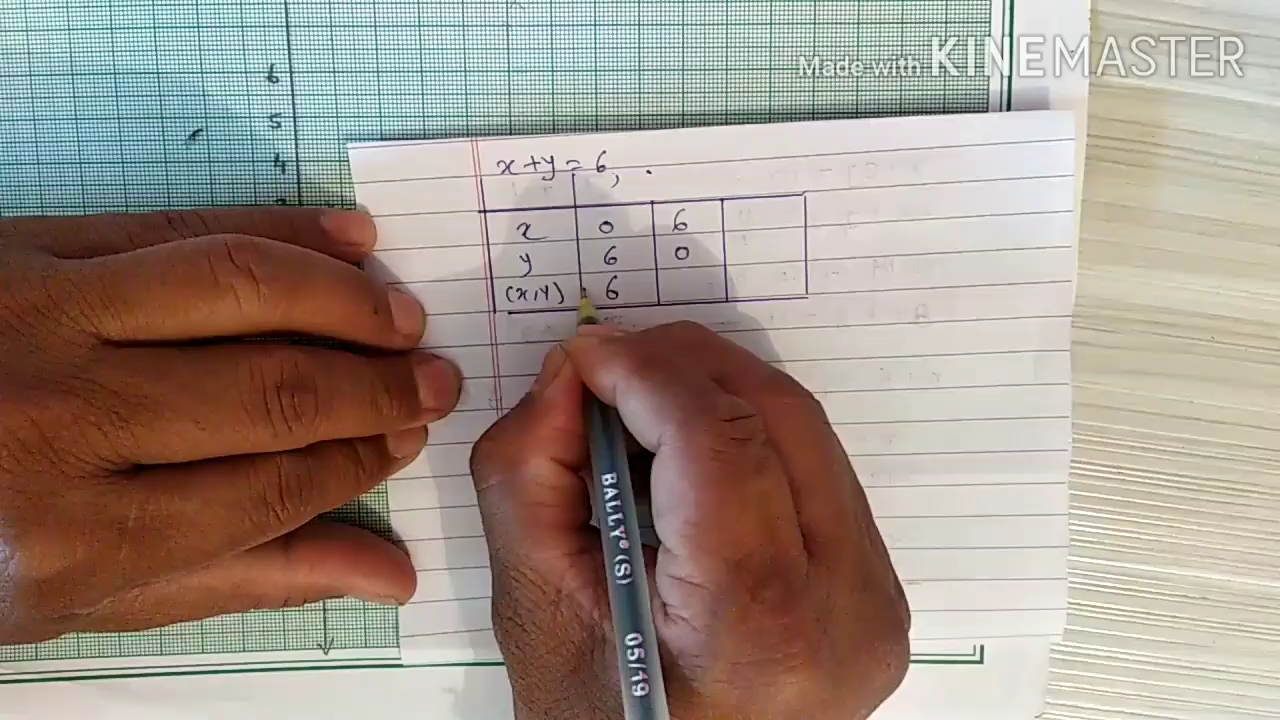 Made with KINEMASTER
6
5
4
x + y = 6, .
x 0 6
y 6 0
(x, y) 6
BALLY® (S) 05/19